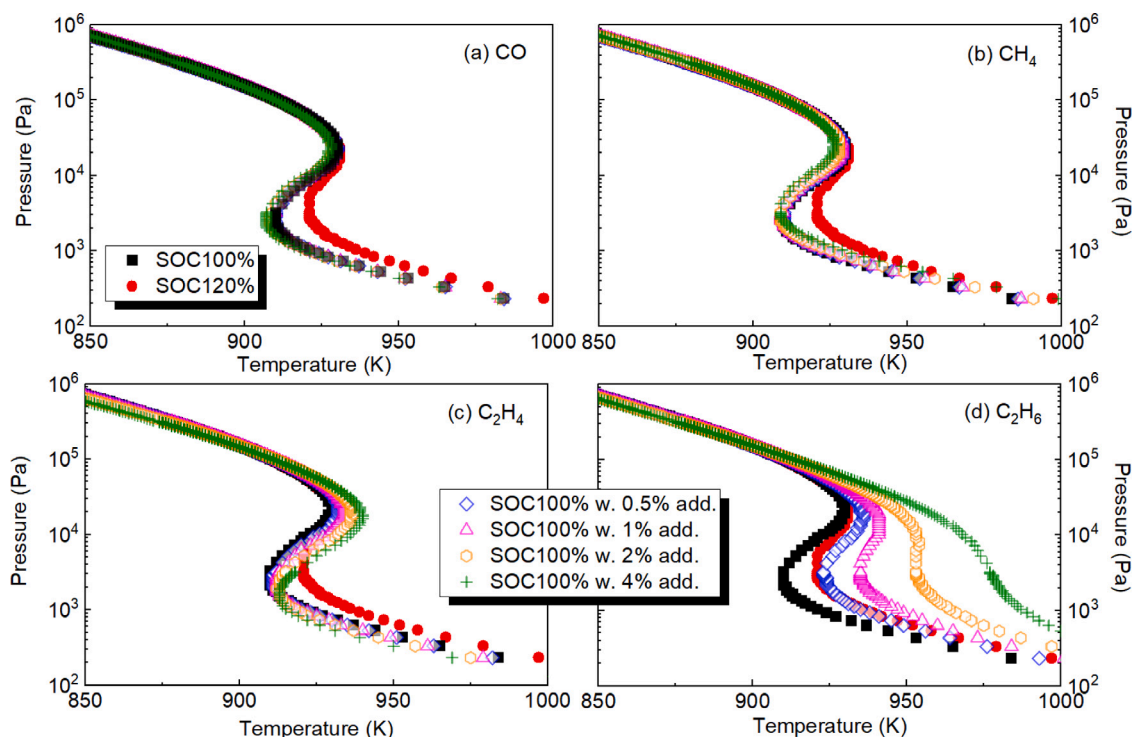 10⁶
10⁵
10⁴
10³
10²
Pressure (Pa)
(a) CO
SOC100%
SOC120%
850 900 925 950 1000
Temperature (K)
(b) CH₄
10⁶
10⁵
10⁴
10³
10²
Pressure (Pa)
850 900 950 1000
Temperature (K)
10⁶
10⁵
10⁴
10³
10²
Pressure (Pa)
(c) C₂H₄
850 900 950 1000
Temperature (K)
(d) C₂H₆
SOC100% w. 0.5% add.
SOC100% w. 1% add.
SOC100% w. 2% add.
SOC100% w. 4% add.
10⁶
10⁵
10⁴
10³
10²
Pressure (Pa)
850 900 950 1000
Temperature (K)